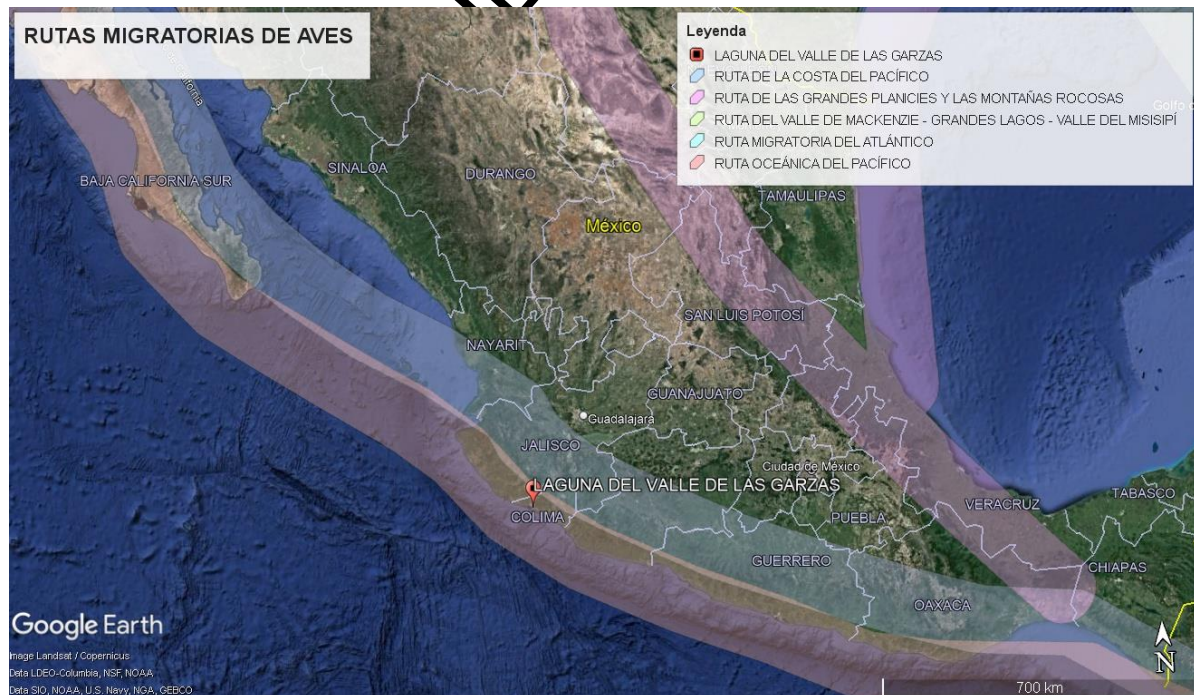 RUTAS MIGRATORIAS DE AVES
Leyenda
LAGUNA DEL VALLE DE LAS GARZAS
RUTA DE LA COSTA DEL PACÍFICO
RUTA DE LAS GRANDES PLANICIES Y LAS MONTAÑAS ROCOSAS
RUTA DEL VALLE DE MACKENZIE - GRANDES LAGOS - VALLE DEL MISISIPÍ
RUTA MIGRATORIA DEL ATLÁNTICO
RUTA OCEÁNICA DEL PACÍFICO
Golfo
BAJA CALIFORNIA SUR
SINALOA
DURANGO
TAMAULIPAS
México
SAN LUIS POTOSÍ
NAYARIT
GUANAJUATO
Guadalajara
JALISCO
Ciudad de México
LAGUNA DEL VALLE DE LAS GARZAS
COLIMA
PUEBLA
VERACRUZ
TABASCO
GUERRERO
CHIAPAS
OAXACA
Google Earth
Image Landsat / Copernicus
Data LDEO-Columbia, NSF, NOAA
Data SIO, NOAA, U.S. Navy, NGA, GEBCO
N
700 km